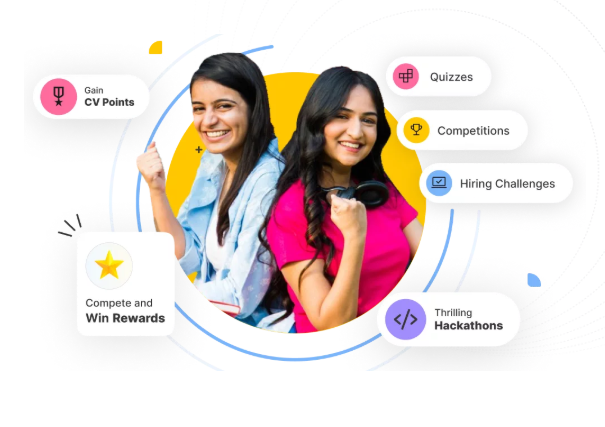 Gain
CV Points
Quizzes
Competitions
Hiring Challenges
Compete and
Win Rewards
Thrilling
Hackathons